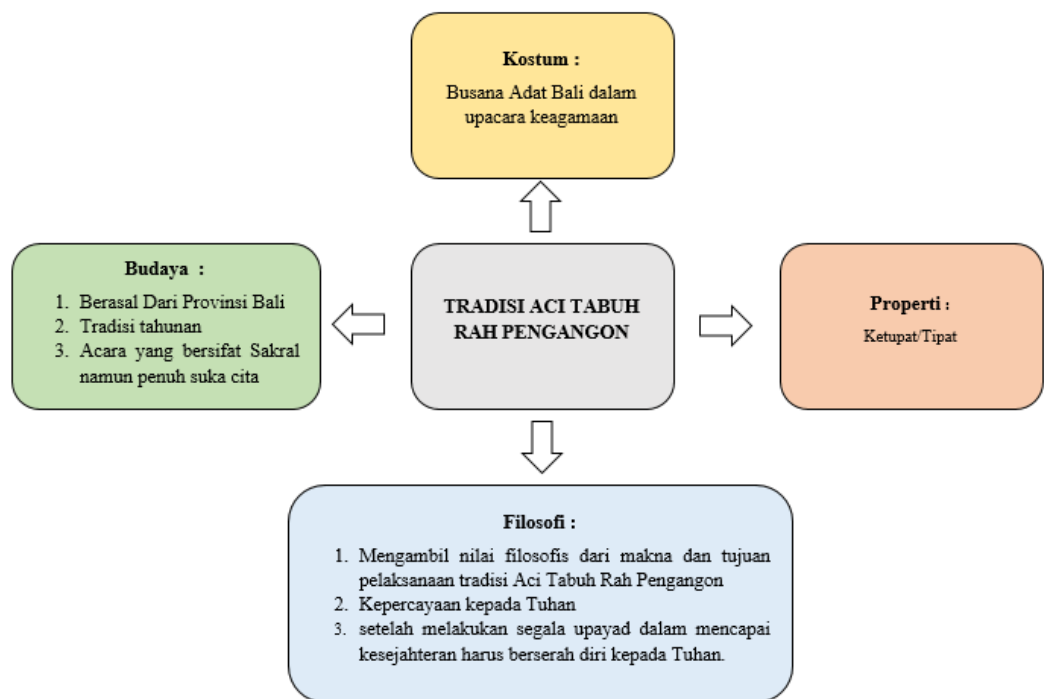 Kostum :
Busana Adat Bali dalam
upacara keagamaan
Budaya :
1. Berasal Dari Provinsi Bali
2. Tradisi tahunan
3. Acara yang bersifat Sakral
namun penuh suka cita
TRADISI ACI TABUH
RAH PENGANGON
Properti :
Ketupat/Tipat
Filosofi :
1. Mengambil nilai filosofis dari makna dan tujuan
pelaksanaan tradisi Aci Tabuh Rah Pengangon
2. Kepercayaan kepada Tuhan
3. setelah melakukan segala upayad dalam mencapai
kesejahteran harus berserah diri kepada Tuhan.